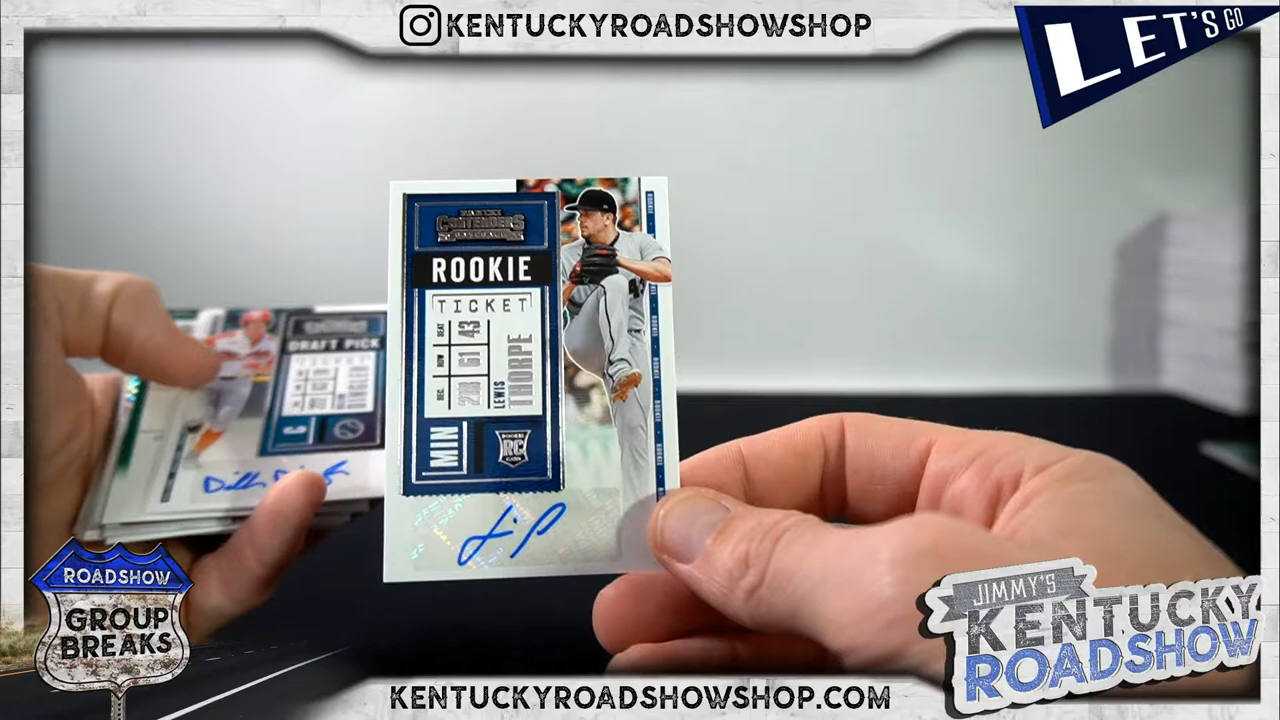 KENTUCKYROADSHOWSHOP
LET'S GO
CONTENDERS
ROOKIE
TICKET
SEAT 43
ROW 61
SEC.
LEWIS
THORPE
MIN
ROOKIE
RC
DRAFT PICK
C
ROADSHOW
GROUP
BREAKS
JIMMY'S
KENTUCKY
ROADSHOW
KENTUCKYROADSHOWSHOP.COM